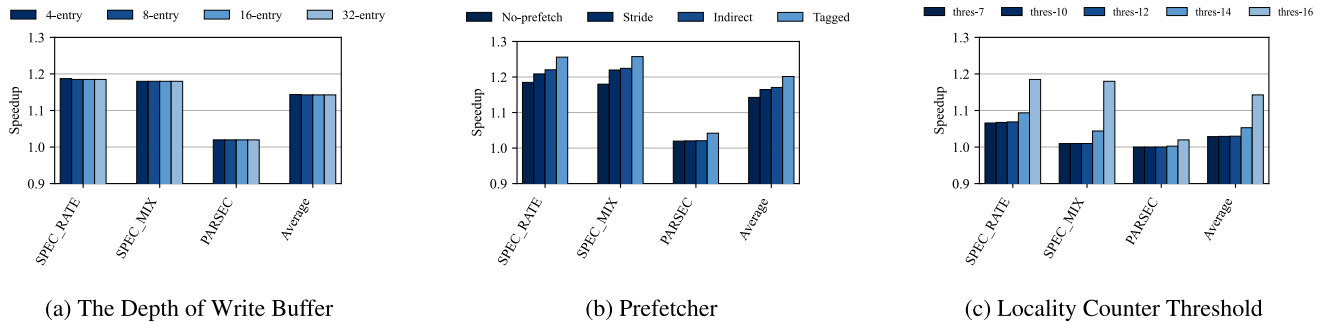 4-entry 8-entry 16-entry 32-entry
1.3
1.2
1.1
1.0
0.9
Speedup
SPEC_RATE
SPEC_MIX
PARSEC
Average
(a) The Depth of Write Buffer
No-prefetch Stride Indirect Tagged
1.3
1.2
1.1
1.0
0.9
Speedup
SPEC_RATE
SPEC_MIX
PARSEC
Average
(b) Prefetcher
thres-7 thres-10 thres-12 thres-14 thres-16
1.3
1.2
1.1
1.0
0.9
Speedup
SPEC_RATE
SPEC_MIX
PARSEC
Average
(c) Locality Counter Threshold